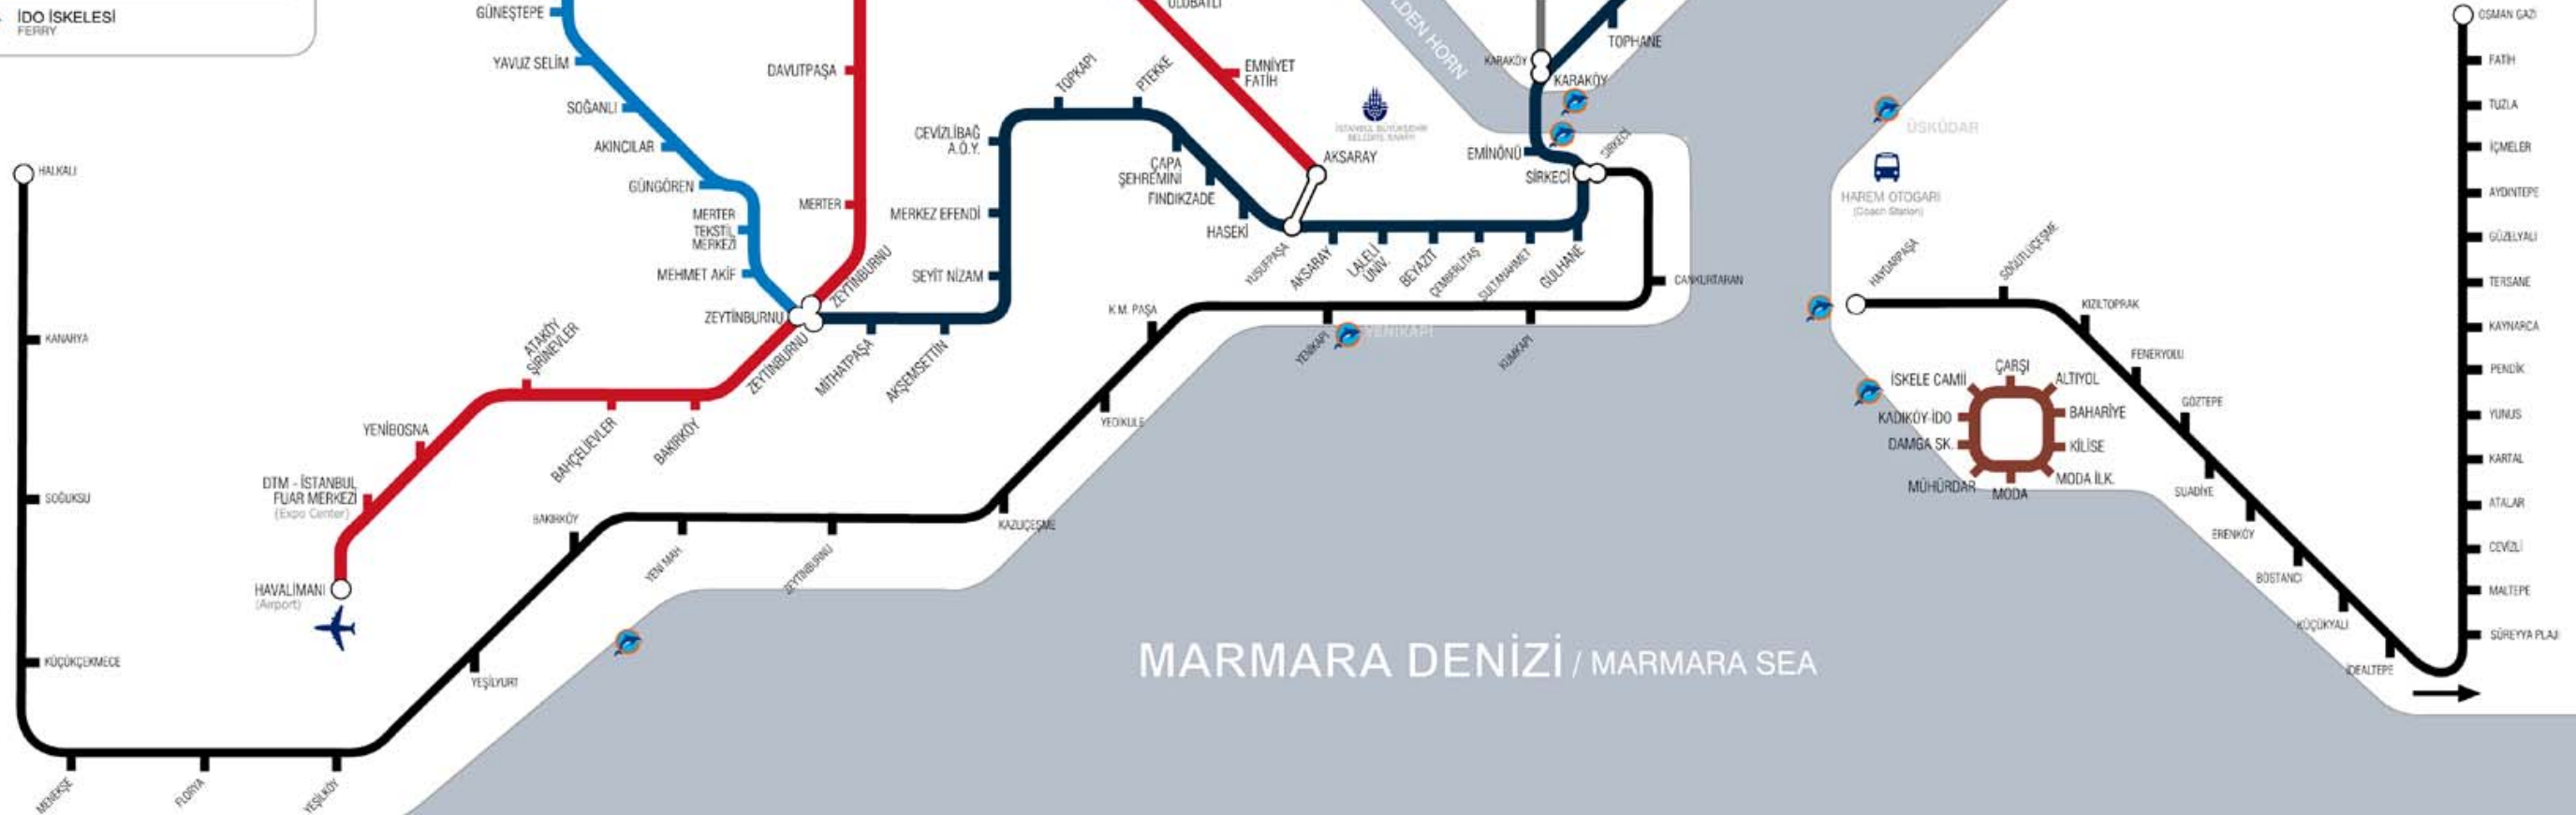 İDO İSKELESİ
FERRY
GÜNEŞTEPE
YAVUZ SELİM
SOĞANLI
AKINCILAR
GÜNGÖREN
MERTER
TEKSTİL
MERKEZİ
MEHMET AKİF
ZEYTİNBURNU
DAVUTPAŞA
MERTER
ZEYTİNBURNU
ZEYTİNBURNU
ATAKÖY
ŞİRİNEVLER
BAHÇELİEVLER
BAKIRKÖY
YENİBOSNA
DTM - İSTANBUL
FUAR MERKEZİ
(Expo Center)
HAVALİMANI
(Airport)
ULUBATLI
EMNİYET
FATİH
AKSARAY
MİTHATPAŞA
AKŞEMSETTİN
SEYİT NİZAM
MERKEZ EFENDİ
CEVİZLİBAĞ
A.Ö.Y.
TOPKAPI
P.TEKKE
ÇAPA
ŞEHREMİNİ
FINDIKZADE
HASEKİ
YUSUFPAŞA
AKSARAY
LALELİ
ÜNİV.
BEYAZIT
ÇEMBERLİTAŞ
SULTANAHMET
GÜLHANE
SİRKECİ
SİRKECİ
EMİNÖNÜ
KARAKÖY
KARAKÖY
TOPHANE
LDEN HORN
İSTANBUL BÜYÜKŞEHİR
BELEDİYE SARAYI
HALKALI
KANARYA
SOĞUKSU
KÜÇÜKÇEKMECE
MENEKŞE
FLORYA
YEŞİLKÖY
YEŞİLYURT
BAKIRKÖY
YENİ MAH.
ZEYTİNBURNU
KAZLIÇEŞME
YEDİKULE
K.M. PAŞA
YENİKAPI
YENİKAPI
KUMKAPI
CANKURTARAN
MARMARA DENİZİ / MARMARA SEA
ÜSKÜDAR
HAREM OTOGARI
(Coach Station)
HAYDARPAŞA
SÖĞÜTLÜÇEŞME
KIZILTOPRAK
FENERYOLU
GÖZTEPE
SUADİYE
ERENKÖY
BOSTANCI
KÜÇÜKYALI
İDEALTEPE
ÇARŞI
İSKELE CAMİİ
ALTIYOL
KADIKÖY-İDO
BAHARİYE
DAMGA SK.
KİLİSE
MÜHÜRDAR
MODA
MODA İLK.
OSMAN GAZİ
FATİH
TUZLA
İÇMELER
AYDINTEPE
GÜZELYALI
TERSANE
KAYNARCA
PENDİK
YUNUS
KARTAL
ATALAR
CEVİZLİ
MALTEPE
SÜREYYA PLAJI